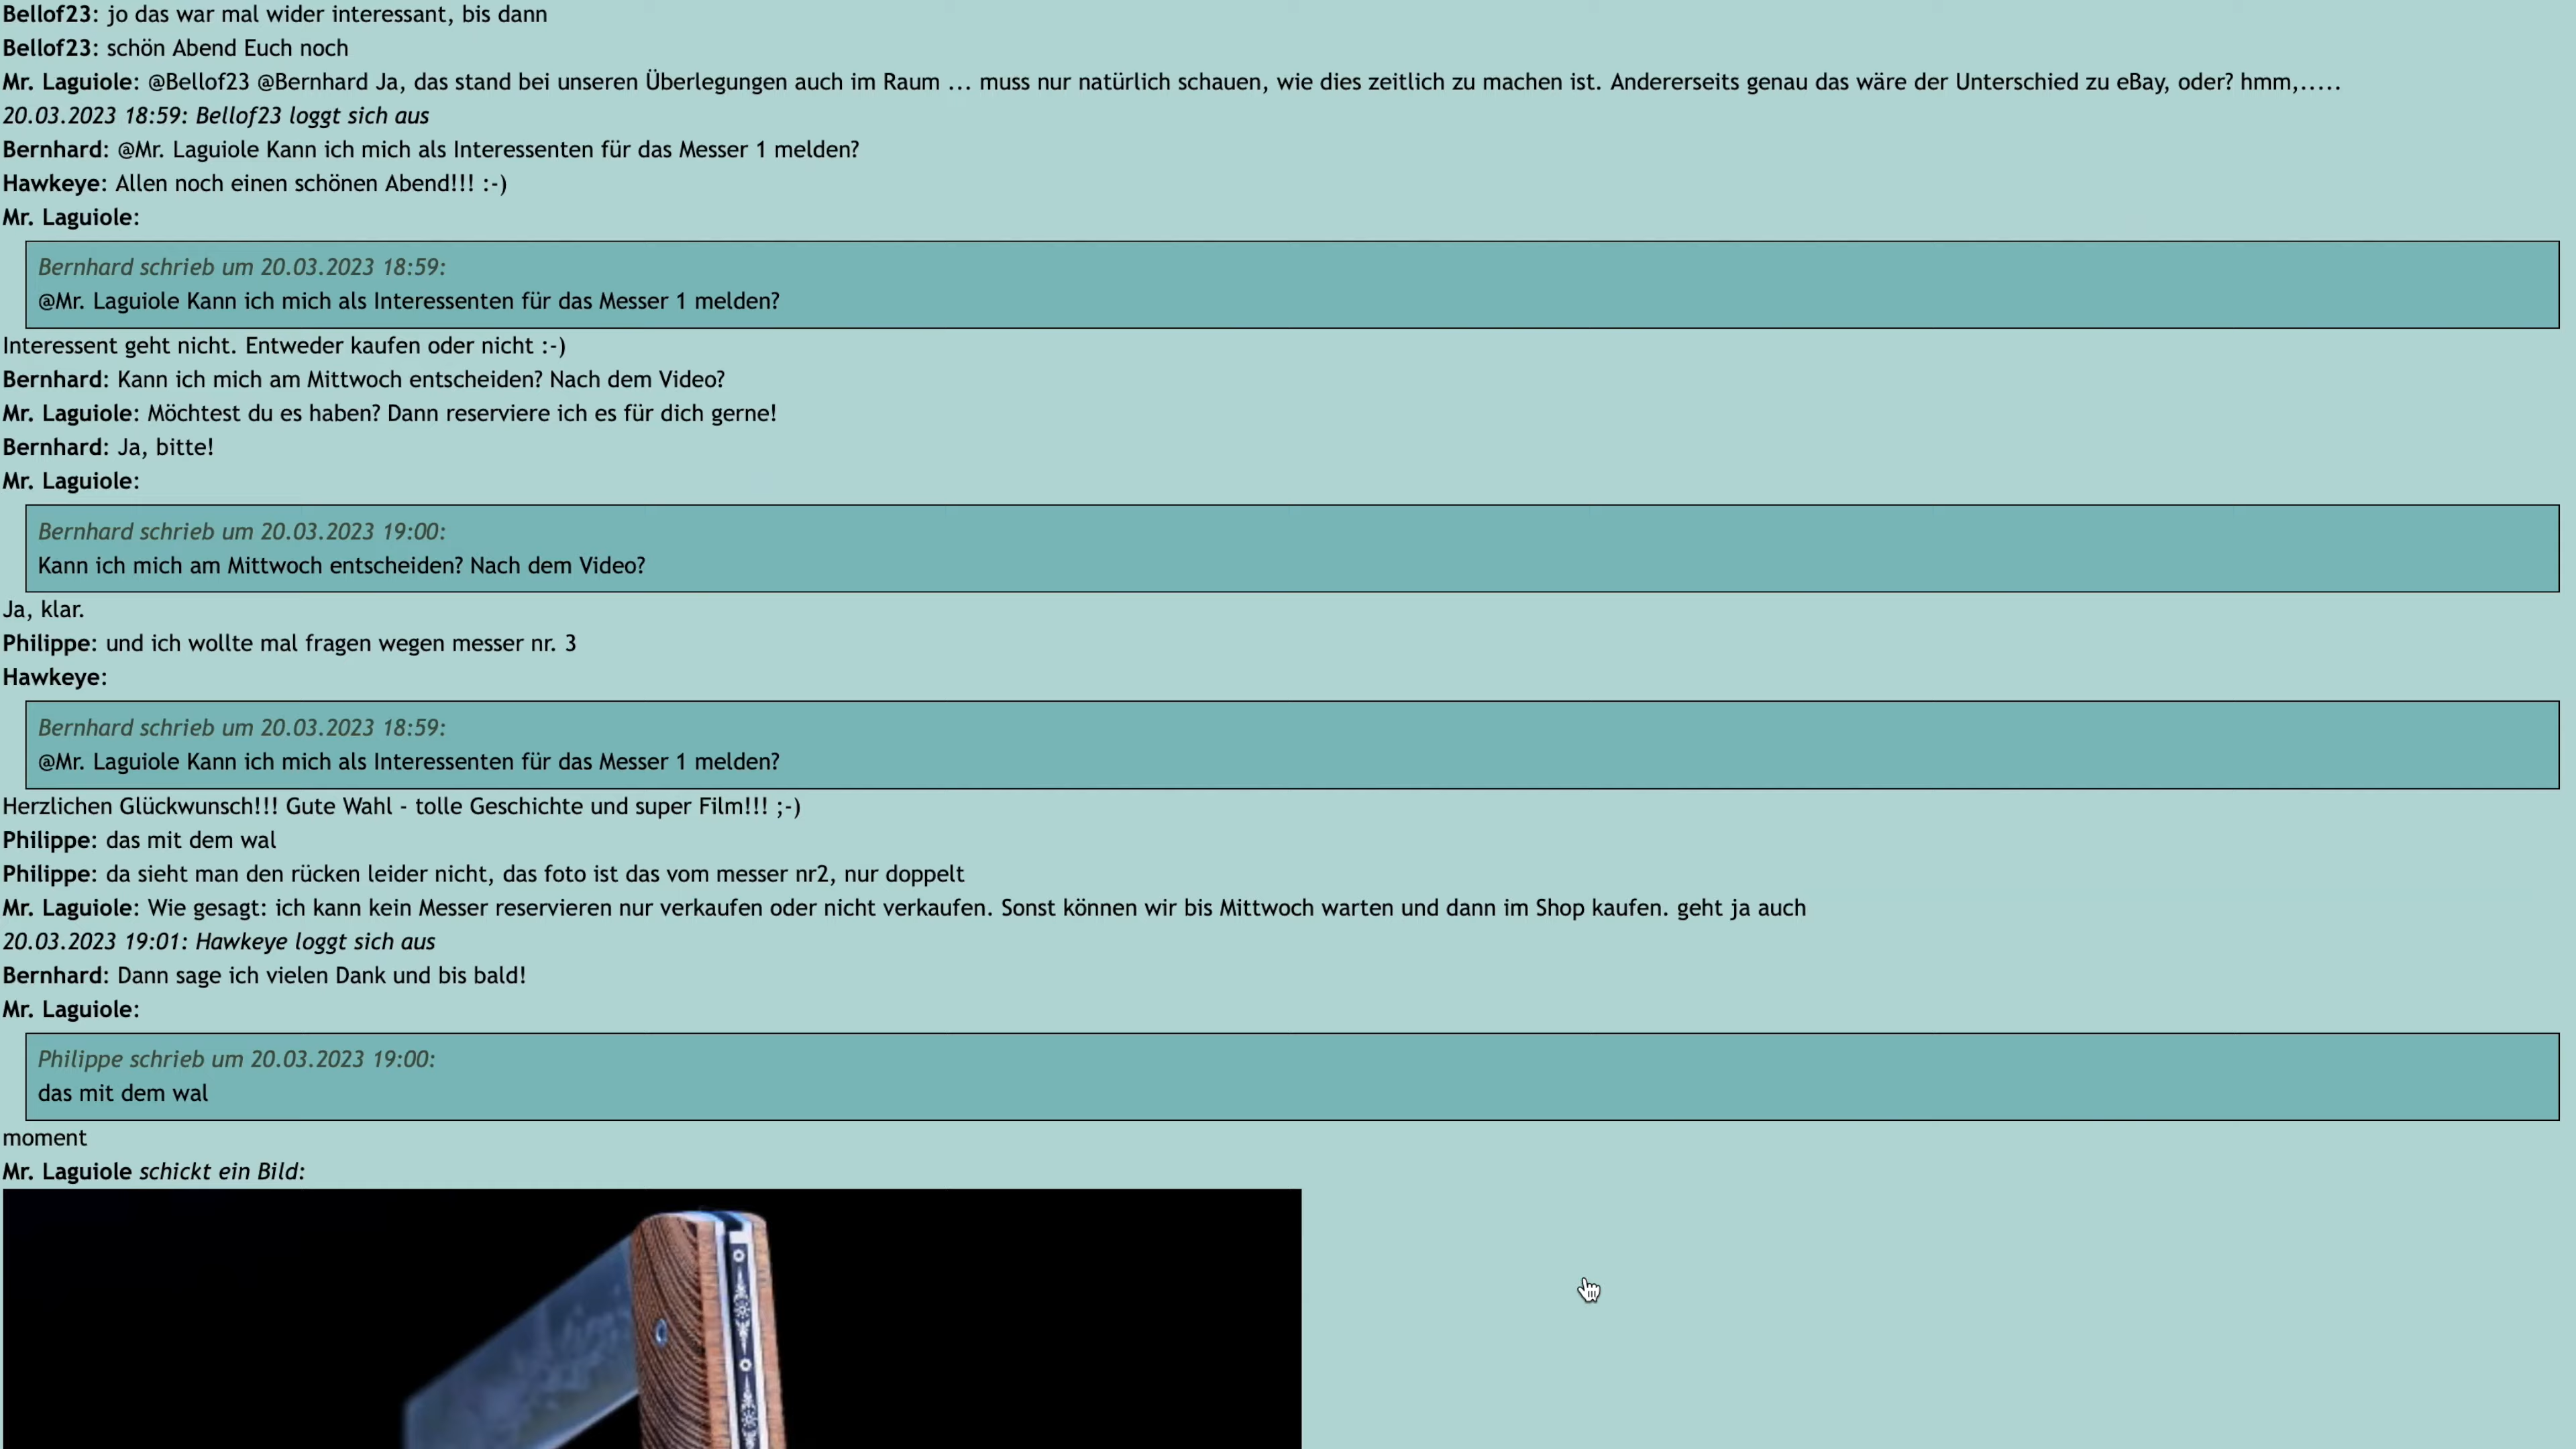 Bellof23: jo das war mal wider interessant, bis dann
Bellof23: schön Abend Euch noch
Mr. Laguiole: @Bellof23 @Bernhard Ja, das stand bei unseren Überlegungen auch im Raum ... muss nur natürlich schauen, wie dies zeitlich zu machen ist. Andererseits genau das wäre der Unterschied zu eBay, oder? hmm,.....
20.03.2023 18:59: Bellof23 loggt sich aus
Bernhard: @Mr. Laguiole Kann ich mich als Interessenten für das Messer 1 melden?
Hawkeye: Allen noch einen schönen Abend!!! :-)
Mr. Laguiole:
Bernhard schrieb um 20.03.2023 18:59:
@Mr. Laguiole Kann ich mich als Interessenten für das Messer 1 melden?
Interessent geht nicht. Entweder kaufen oder nicht :-)
Bernhard: Kann ich mich am Mittwoch entscheiden? Nach dem Video?
Mr. Laguiole: Möchtest du es haben? Dann reserviere ich es für dich gerne!
Bernhard: Ja, bitte!
Mr. Laguiole:
Bernhard schrieb um 20.03.2023 19:00:
Kann ich mich am Mittwoch entscheiden? Nach dem Video?
Ja, klar.
Philippe: und ich wollte mal fragen wegen messer nr. 3
Hawkeye:
Bernhard schrieb um 20.03.2023 18:59:
@Mr. Laguiole Kann ich mich als Interessenten für das Messer 1 melden?
Herzlichen Glückwunsch!!! Gute Wahl - tolle Geschichte und super Film!!! ;-)
Philippe: das mit dem wal
Philippe: da sieht man den rücken leider nicht, das foto ist das vom messer nr2, nur doppelt
Mr. Laguiole: Wie gesagt: ich kann kein Messer reservieren nur verkaufen oder nicht verkaufen. Sonst können wir bis Mittwoch warten und dann im Shop kaufen. geht ja auch
20.03.2023 19:01: Hawkeye loggt sich aus
Bernhard: Dann sage ich vielen Dank und bis bald!
Mr. Laguiole:
Philippe schrieb um 20.03.2023 19:00:
das mit dem wal
moment
Mr. Laguiole schickt ein Bild: